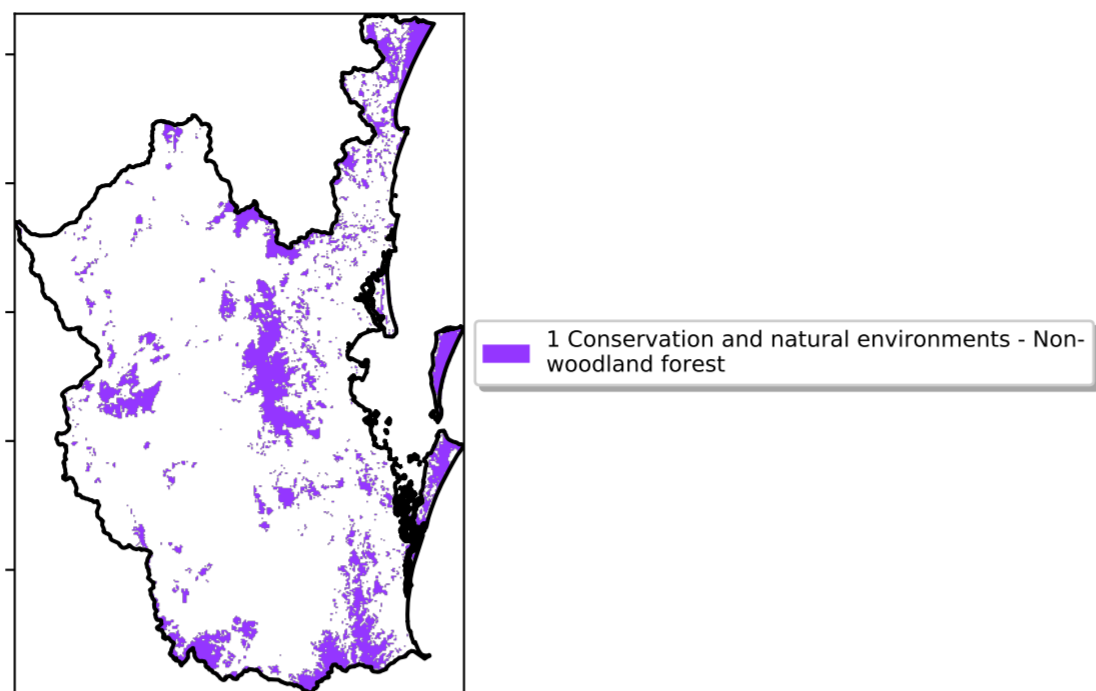 1 Conservation and natural environments - Non-
woodland forest